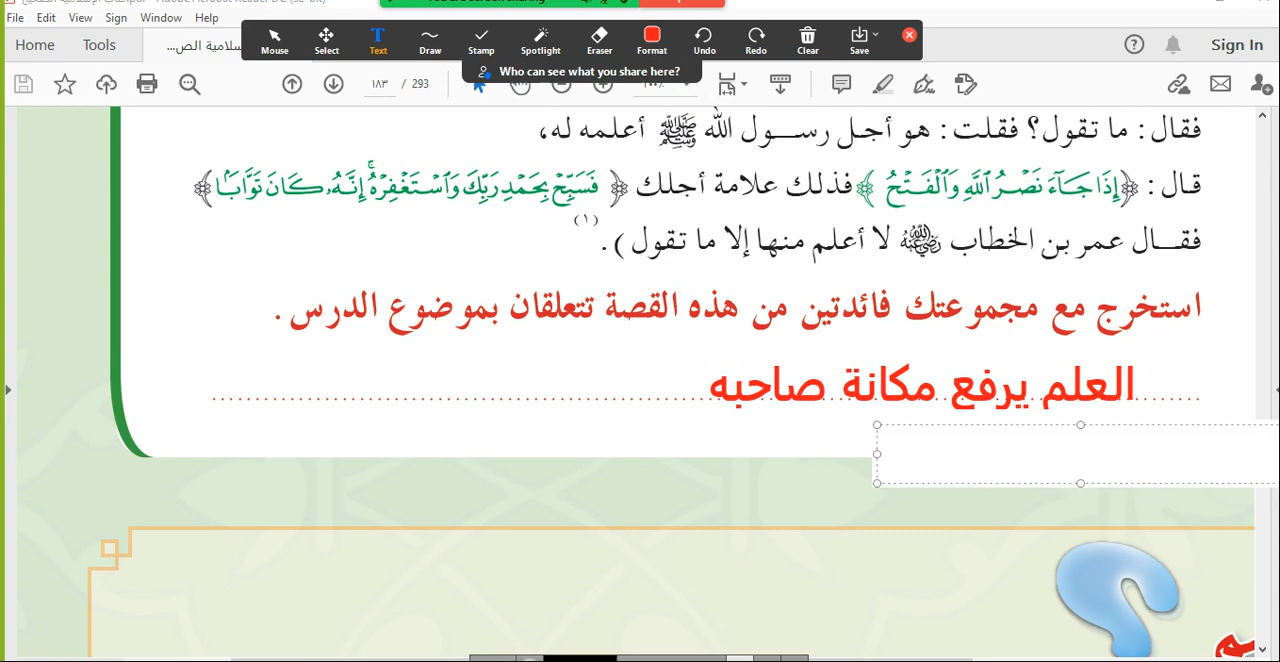 File Edit View Sign Window Help
Home Tools
Sign In
Mouse Select Text Draw Stamp Spotlight Eraser Format Undo Redo Clear Save
Who can see what you share here?
١٨٣ / 293
فقال: ما تقول؟ فقلت: هو أجل رسول الله ﷺ أعلمه له،
قال: ﴿إِذَا جَآءَ نَصۡرُ ٱللَّهِ وَٱلۡفَتۡحُ﴾ فذلك علامة أجلك ﴿فَسَبِّحۡ بِحَمۡدِ رَبِّكَ وَٱسۡتَغۡفِرۡهُۚ إِنَّهُۥ كَانَ تَوَّابَۢا﴾
فقال عمر بن الخطاب رضي الله عنه لا أعلم منها إلا ما تقول). (١)
استخرج مع مجموعتك فائدتين من هذه القصة تتعلقان بموضوع الدرس .
العلم يرفع مكانة صاحبه